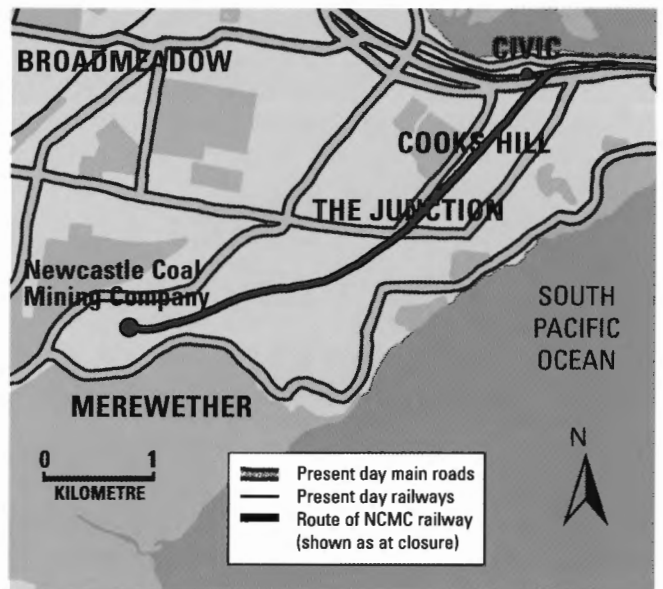 BROADMEADOW
CIVIC
COOKS HILL
THE JUNCTION
Newcastle Coal
Mining Company
SOUTH
PACIFIC
OCEAN
MEREWETHER
N
0 1
KILOMETRE
Present day main roads
Present day railways
Route of NCMC railway
(shown as at closure)